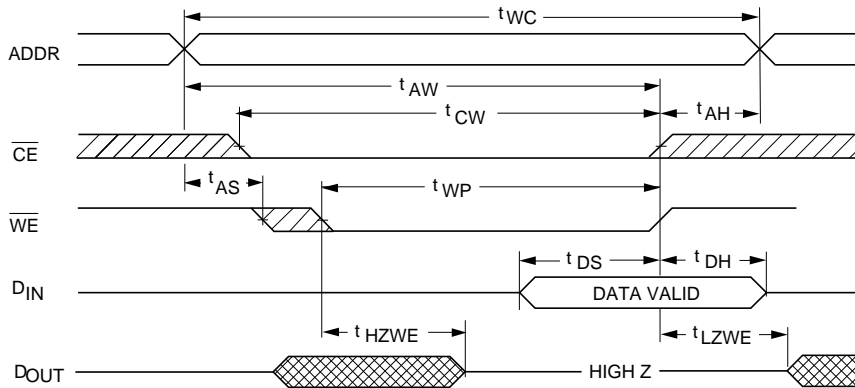 tWC
ADDR
tAW
tCW
tAH
CE
tAS
tWP
WE
tDS
tDH
DIN
DATA VALID
tHZWE
tLZWE
DOUT
HIGH Z